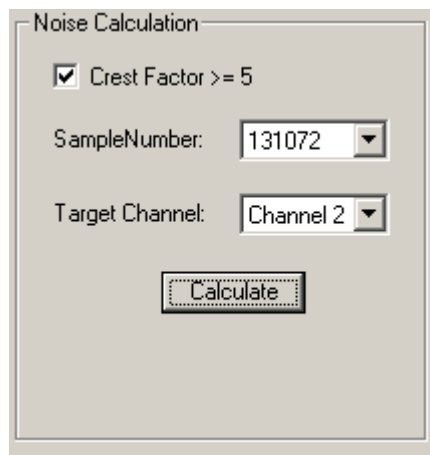 Noise Calculation
Crest Factor >= 5
SampleNumber: 131072
Target Channel: Channel 2
Calculate